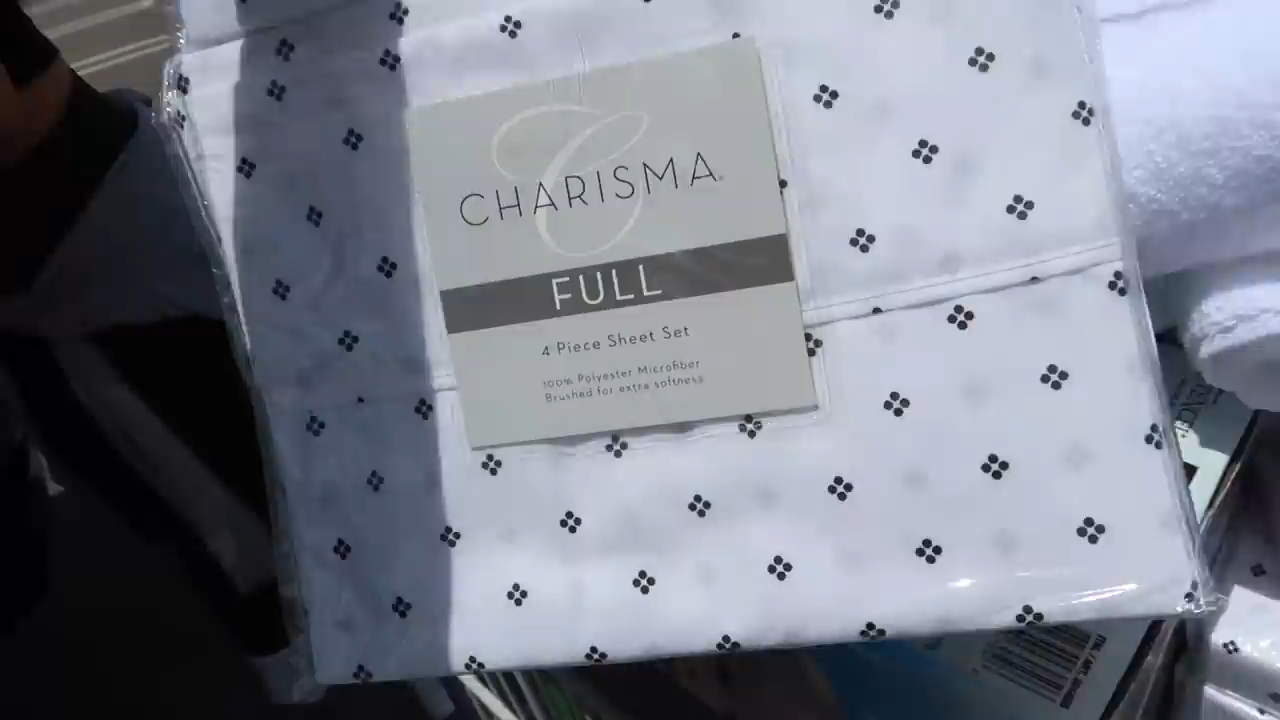 CHARISMA
FULL
4 Piece Sheet Set
100% Polyester Microfiber
Brushed for extra softness